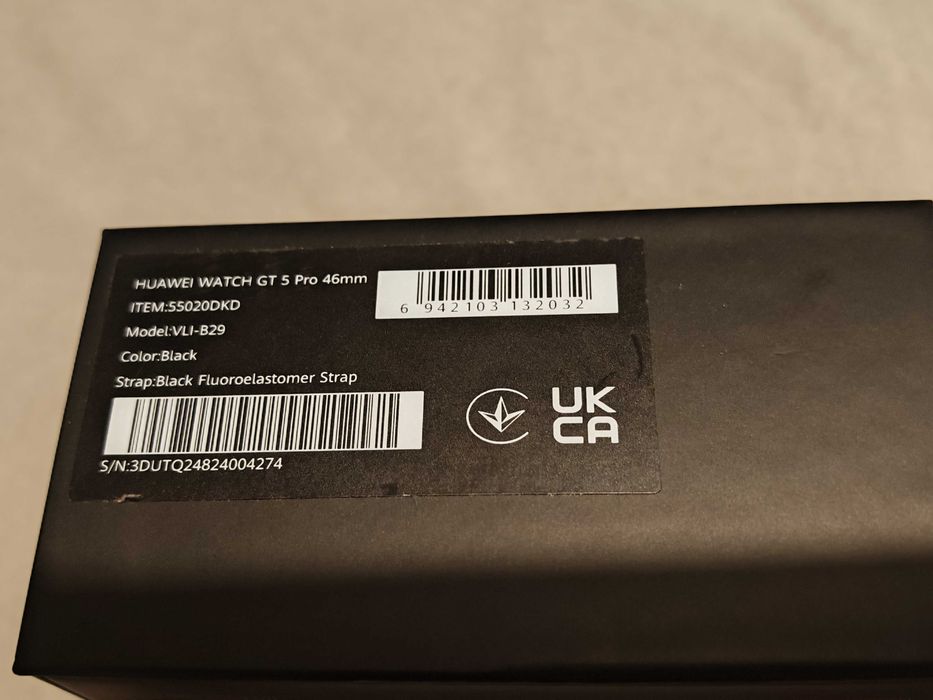 HUAWEI WATCH GT 5 Pro 46mm
ITEM:55020DKD
Model:VLI-B29
Color:Black
Strap:Black Fluoroelastomer Strap
S/N:3DUTQ24824004274
6 942103 132032
UK
CA